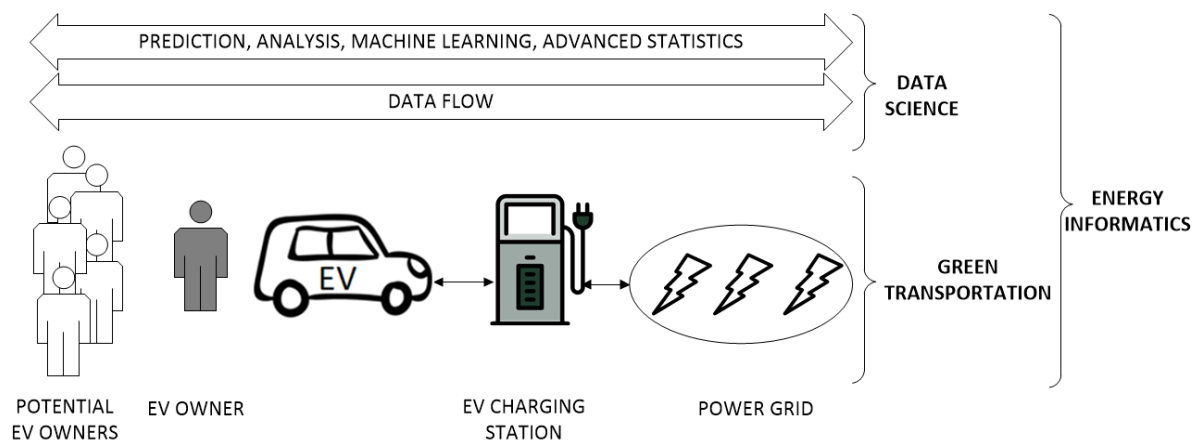 PREDICTION, ANALYSIS, MACHINE LEARNING, ADVANCED STATISTICS
DATA FLOW
DATA
SCIENCE
ENERGY
INFORMATICS
EV
GREEN
TRANSPORTATION
POTENTIAL
EV OWNERS
EV OWNER
EV CHARGING
STATION
POWER GRID